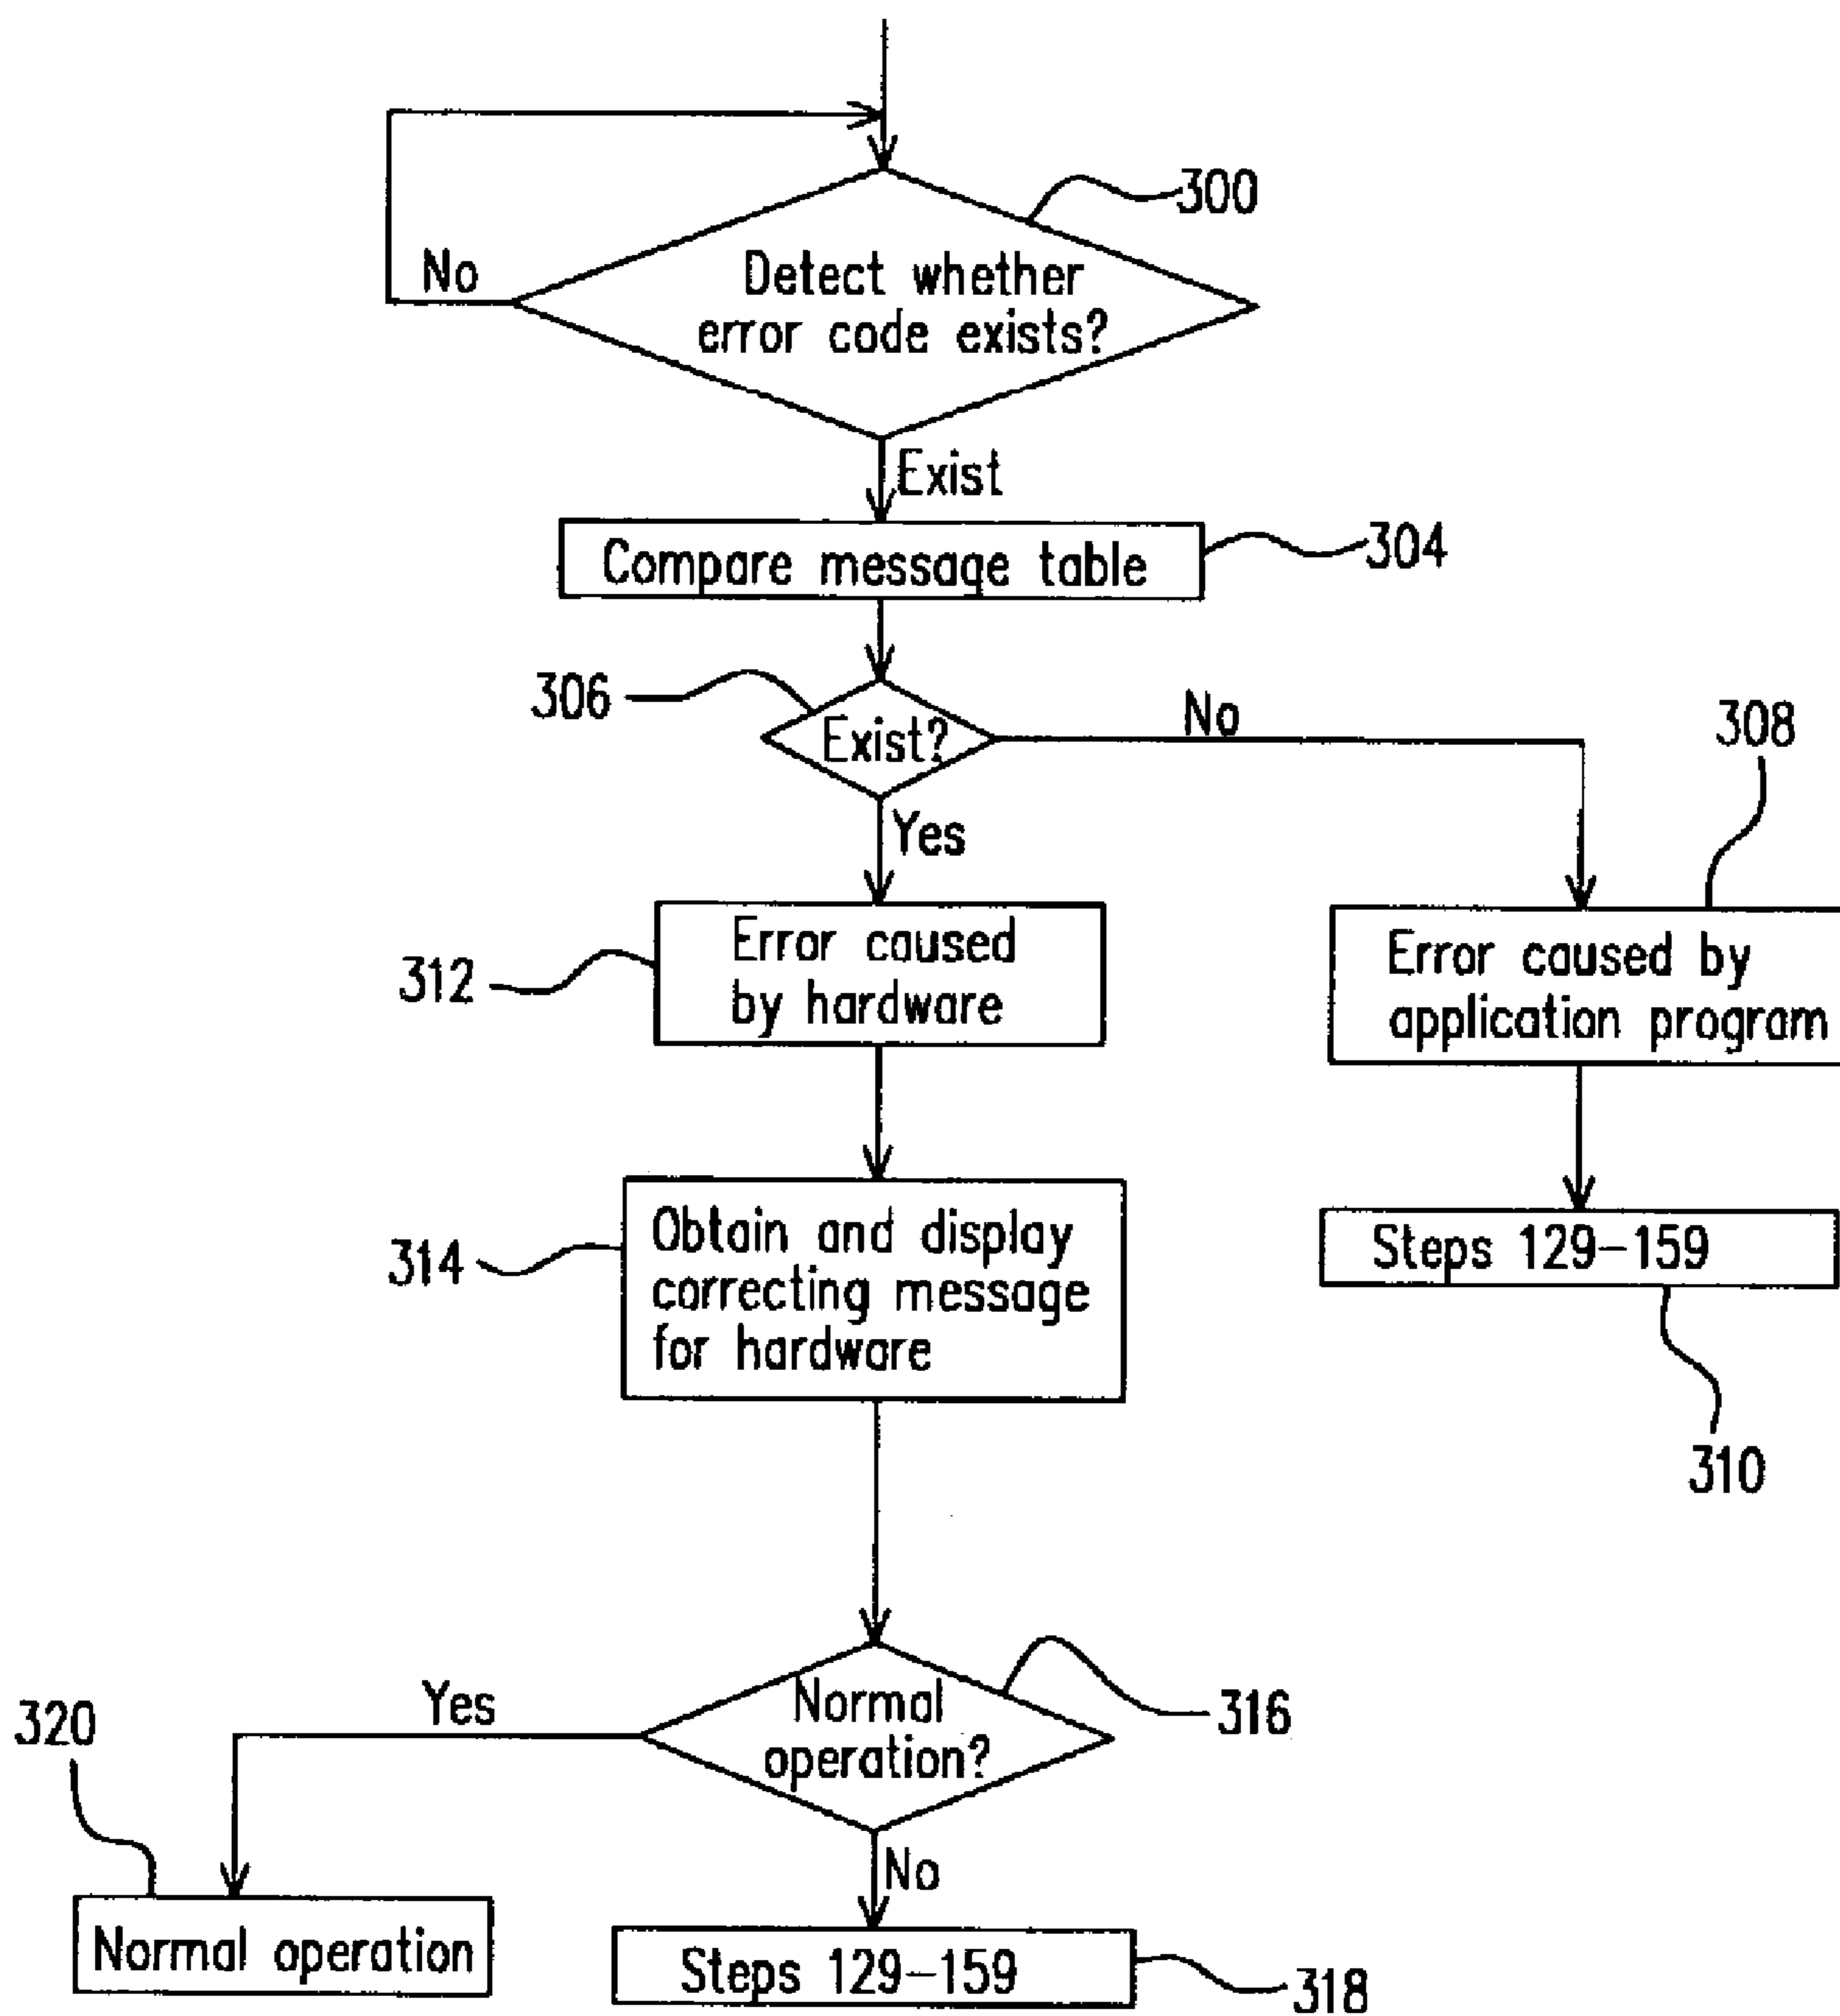 300
No
Detect whether
error code exists?
Exist
Compare message table
304
306
Exist?
No
308
Yes
Error caused
by hardware
312
Error caused by
application program
314
Obtain and display
correcting message
for hardware
Steps 129-159
310
320
Yes
Normal
operation?
316
No
Normal operation
Steps 129-159
318